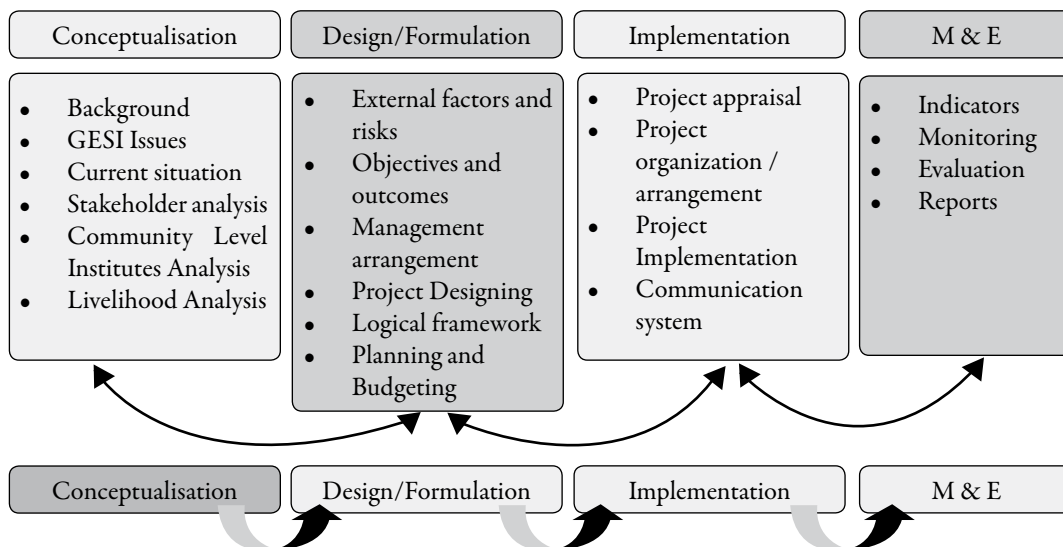 Conceptualisation
Design/Formulation
Implementation
M & E
• Background
• GESI Issues
• Current situation
• Stakeholder analysis
• Community Level
Institutes Analysis
• Livelihood Analysis
• External factors and
risks
• Objectives and
outcomes
• Management
arrangement
• Project Designing
• Logical framework
• Planning and
Budgeting
• Project appraisal
• Project
organization /
arrangement
• Project
Implementation
• Communication
system
• Indicators
• Monitoring
• Evaluation
• Reports
Conceptualisation
Design/Formulation
Implementation
M & E